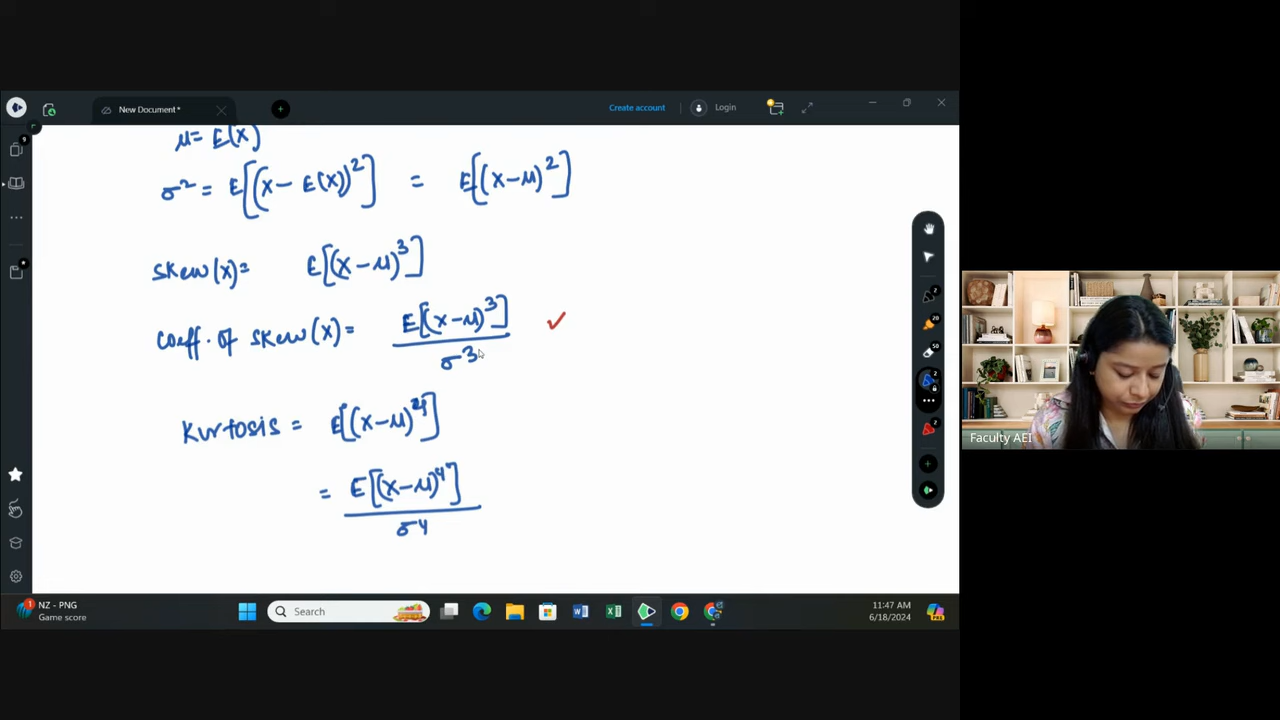 New Document*
Create account
Login
μ= E(X)
σ² = E[(X- E(X))²] = E[(X-μ)²]
Skew(X)= E[(X-μ)³]
Coeff. of Skew(X)= E[(X-μ)³] ✓
σ³
Kurtosis = E[(X-μ)⁴]
= E[(X-μ)⁴]
σ⁴
Faculty AEI
NZ - PNG
Game score
Search
11:47 AM
6/18/2024